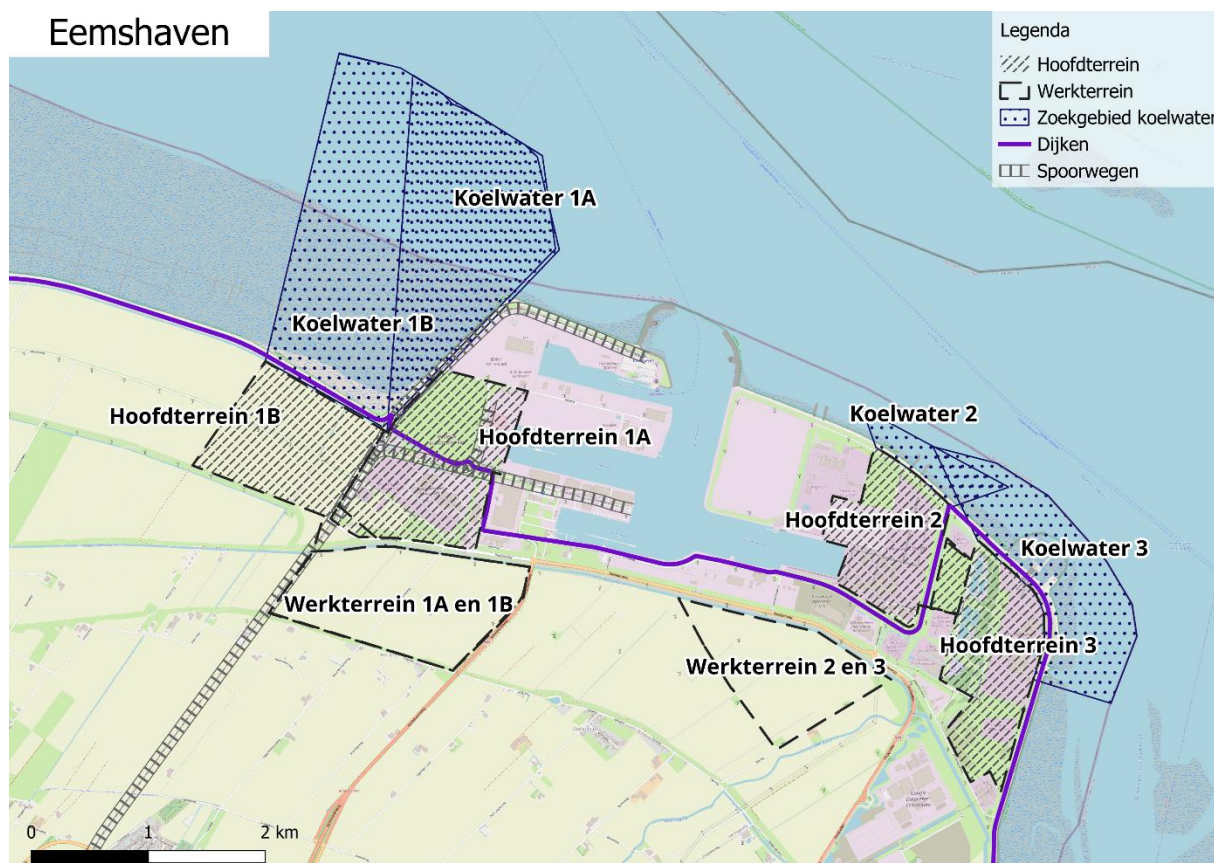 Eemshaven
Legenda
Hoofdterrein
Werkterrein
Zoekgebied koelwater
Dijken
Spoorwegen
Koelwater 1A
Koelwater 1B
Hoofdterrein 1B
Hoofdterrein 1A
Koelwater 2
Hoofdterrein 2
Koelwater 3
Werkterrein 1A en 1B
Hoofdterrein 3
Werkterrein 2 en 3
0 1 2 km